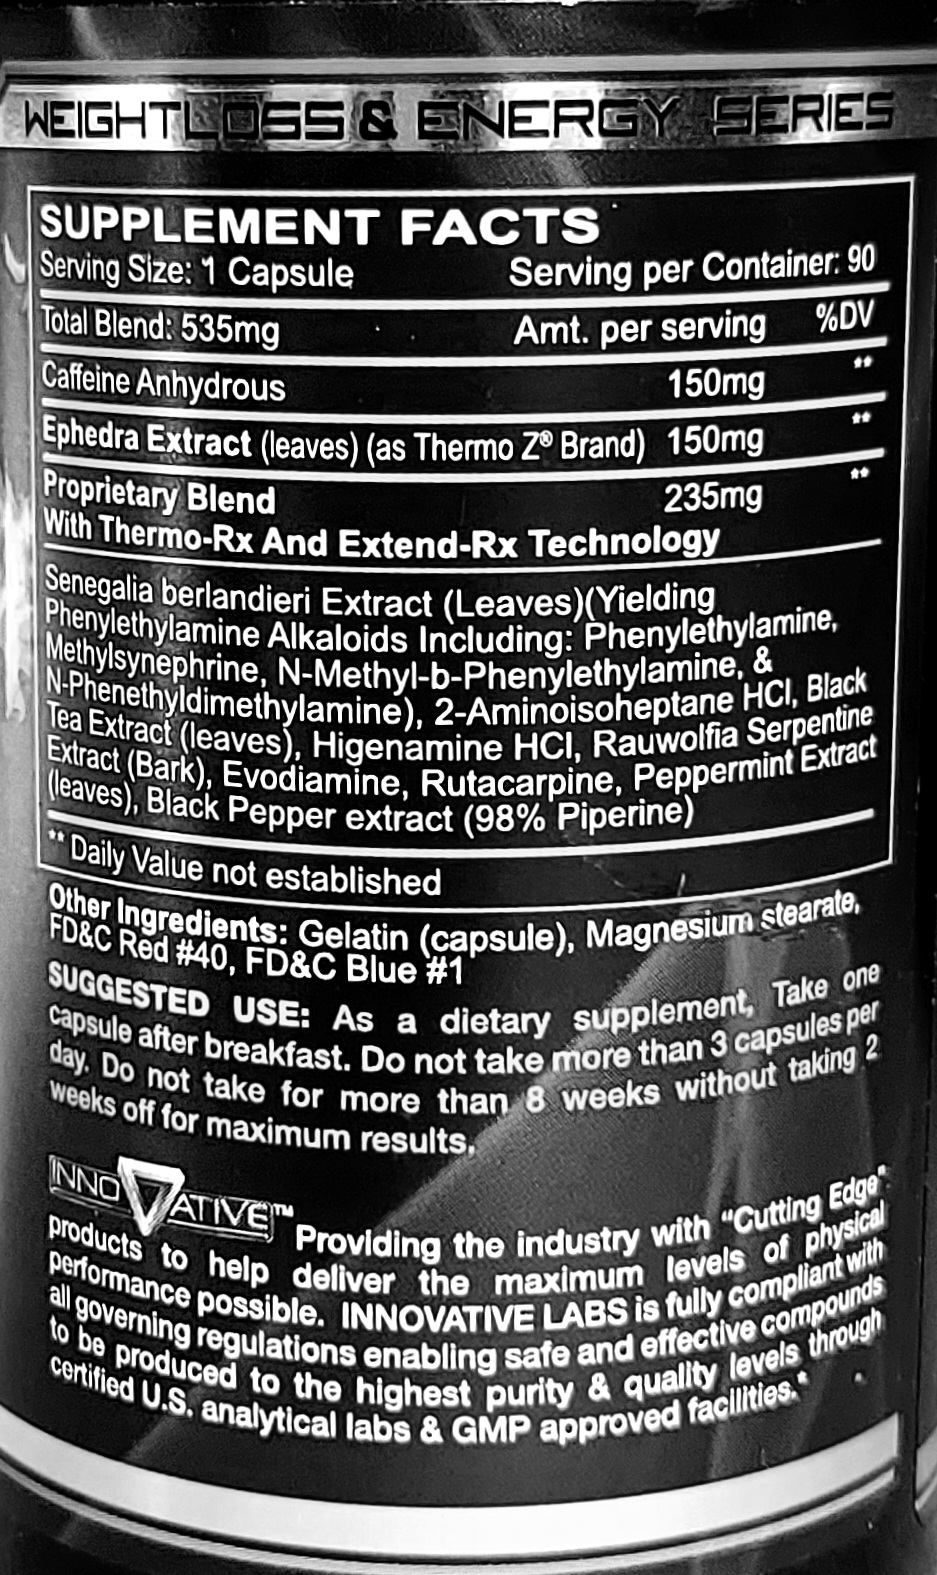 WEIGHTLOSS & ENERGY SERIES
SUPPLEMENT FACTS
Serving Size: 1 Capsule Serving per Container: 90
Total Blend: 535mg Amt. per serving %DV
Caffeine Anhydrous 150mg **
Ephedra Extract (leaves) (as Thermo Z® Brand) 150mg **
Proprietary Blend 235mg **
With Thermo-Rx And Extend-Rx Technology
Senegalia berlandieri Extract (Leaves)(Yielding
Phenylethylamine Alkaloids Including: Phenylethylamine,
Methylsynephrine, N-Methyl-b-Phenylethylamine, &
N-Phenethyldimethylamine), 2-Aminoisoheptane HCl, Black
Tea Extract (leaves), Higenamine HCl, Rauwolfia Serpentine
Extract (Bark), Evodiamine, Rutacarpine, Peppermint Extract
(leaves), Black Pepper extract (98% Piperine)
** Daily Value not established
Other Ingredients: Gelatin (capsule), Magnesium stearate,
FD&C Red #40, FD&C Blue #1
SUGGESTED USE: As a dietary supplement, Take one
capsule after breakfast. Do not take more than 3 capsules per
day. Do not take for more than 8 weeks without taking 2
weeks off for maximum results.
INNOVATIVE™ Providing the industry with "Cutting Edge"
products to help deliver the maximum levels of physical
performance possible. INNOVATIVE LABS is fully compliant with
all governing regulations enabling safe and effective compounds
to be produced to the highest purity & quality levels through
certified U.S. analytical labs & GMP approved facilities.*